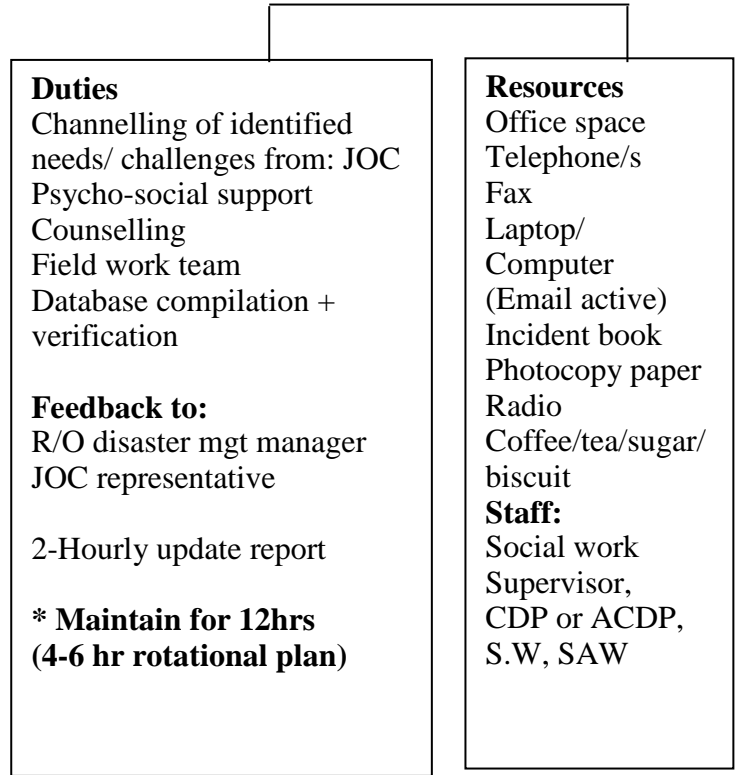 Duties
Channelling of identified
needs/ challenges from: JOC
Psycho-social support
Counselling
Field work team
Database compilation +
verification
Feedback to:
R/O disaster mgt manager
JOC representative
2-Hourly update report
* Maintain for 12hrs
(4-6 hr rotational plan)
Resources
Office space
Telephone/s
Fax
Laptop/
Computer
(Email active)
Incident book
Photocopy paper
Radio
Coffee/tea/sugar/
biscuit
Staff:
Social work
Supervisor,
CDP or ACDP,
S.W, SAW